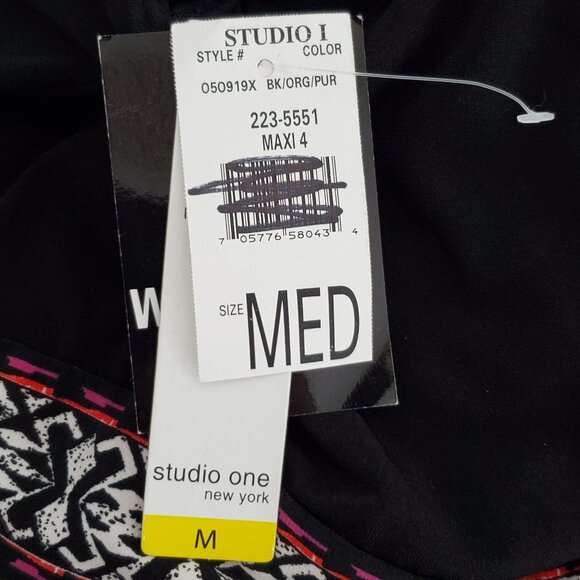 STUDIO I
STYLE # COLOR
050919X BK/ORG/PUR
223-5551
MAXI 4
7 05776 58043 4
SIZE MED
W
studio one
new york
M